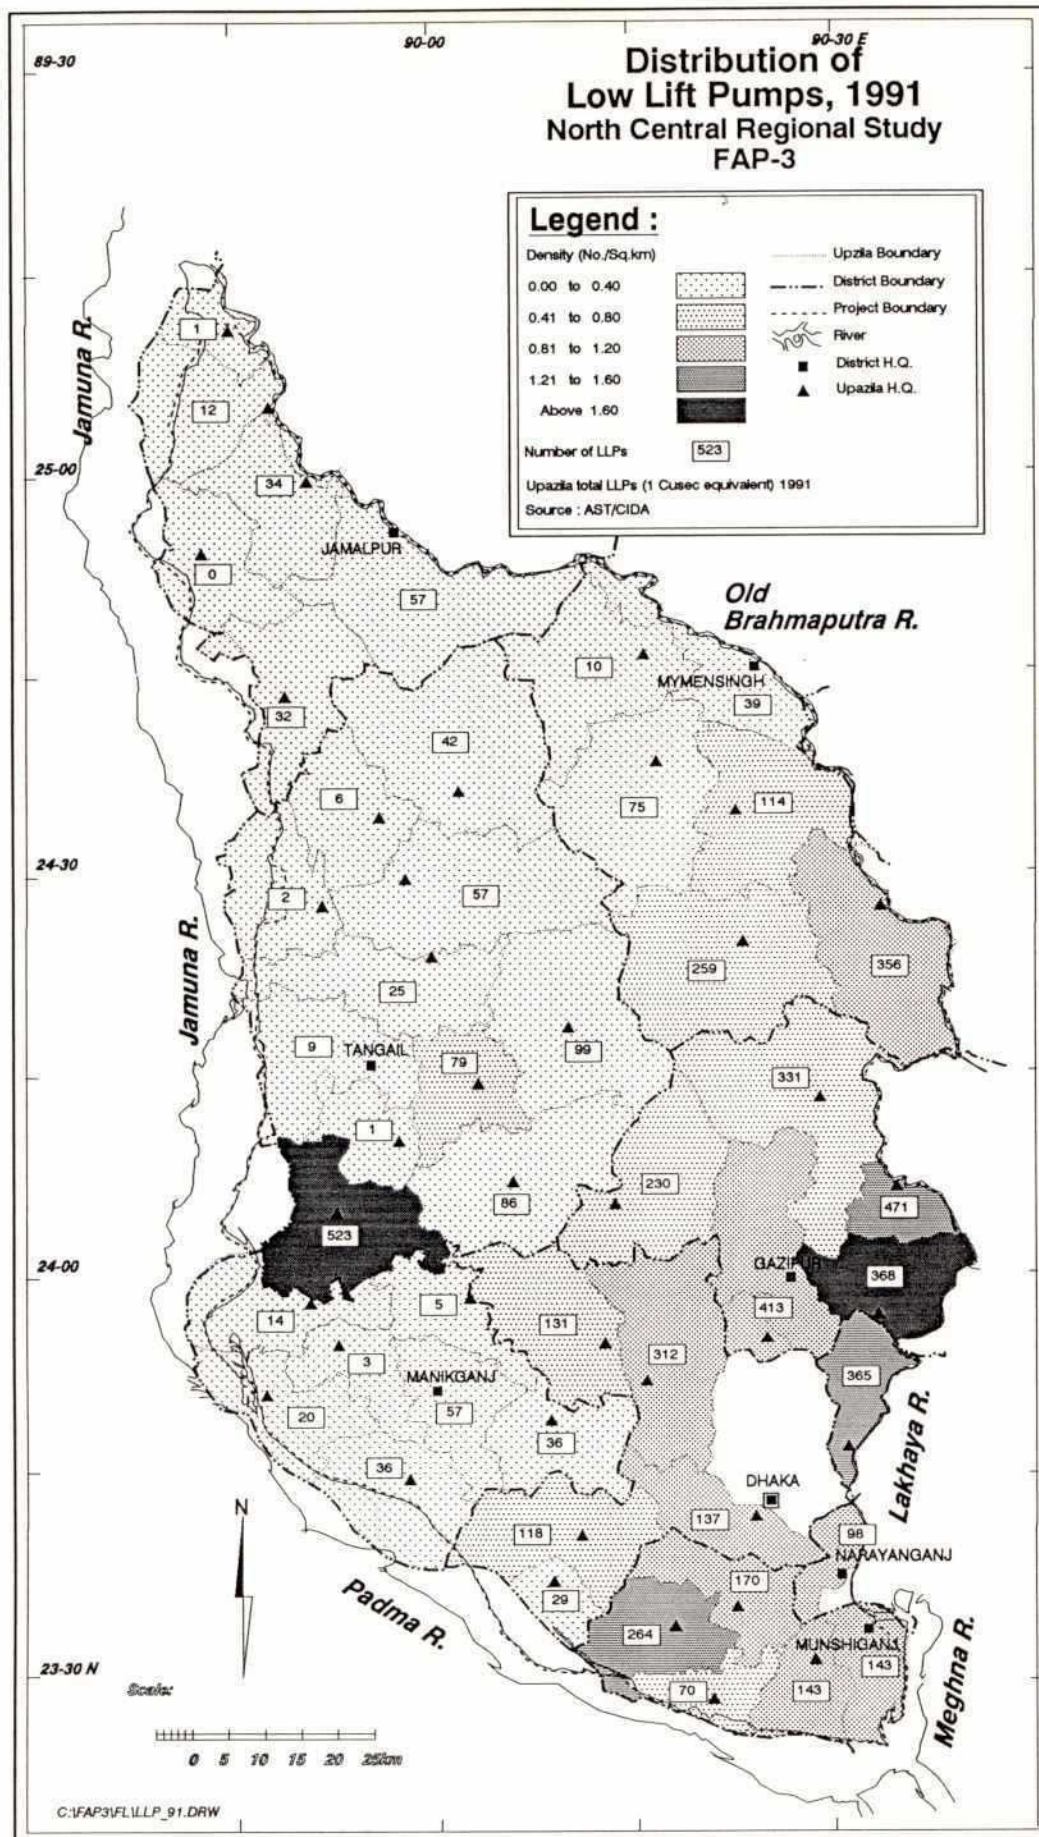 90-00
90-30 E
89-30
Distribution of
Low Lift Pumps, 1991
North Central Regional Study
FAP-3
Legend :
Density (No./Sq.km)
0.00 to 0.40
0.41 to 0.80
0.81 to 1.20
1.21 to 1.60
Above 1.60
Upzila Boundary
District Boundary
Project Boundary
River
District H.Q.
Upazila H.Q.
Number of LLPs
523
Upazila total LLPs (1 Cusec equivalent) 1991
Source : AST/CIDA
Jamuna R.
1
12
25-00
34
JAMALPUR
0
57
Old
Brahmaputra R.
10
MYMENSINGH
39
32
42
6
75
114
24-30
2
57
259
356
25
Jamuna R.
9
TANGAIL
79
99
331
1
86
230
471
523
24-00
GAZIPUR
368
14
5
131
413
312
3
365
MANIKGANJ
20
57
36
Lakhaya R.
36
DHAKA
N
118
137
98
NARAYANGANJ
170
29
Padma R.
264
MUNSHIGANJ
143
23-30 N
70
143
Meghna R.
Scale:
0 5 10 15 20 25km
C:\FAP3\FL\LLP_91.DRW